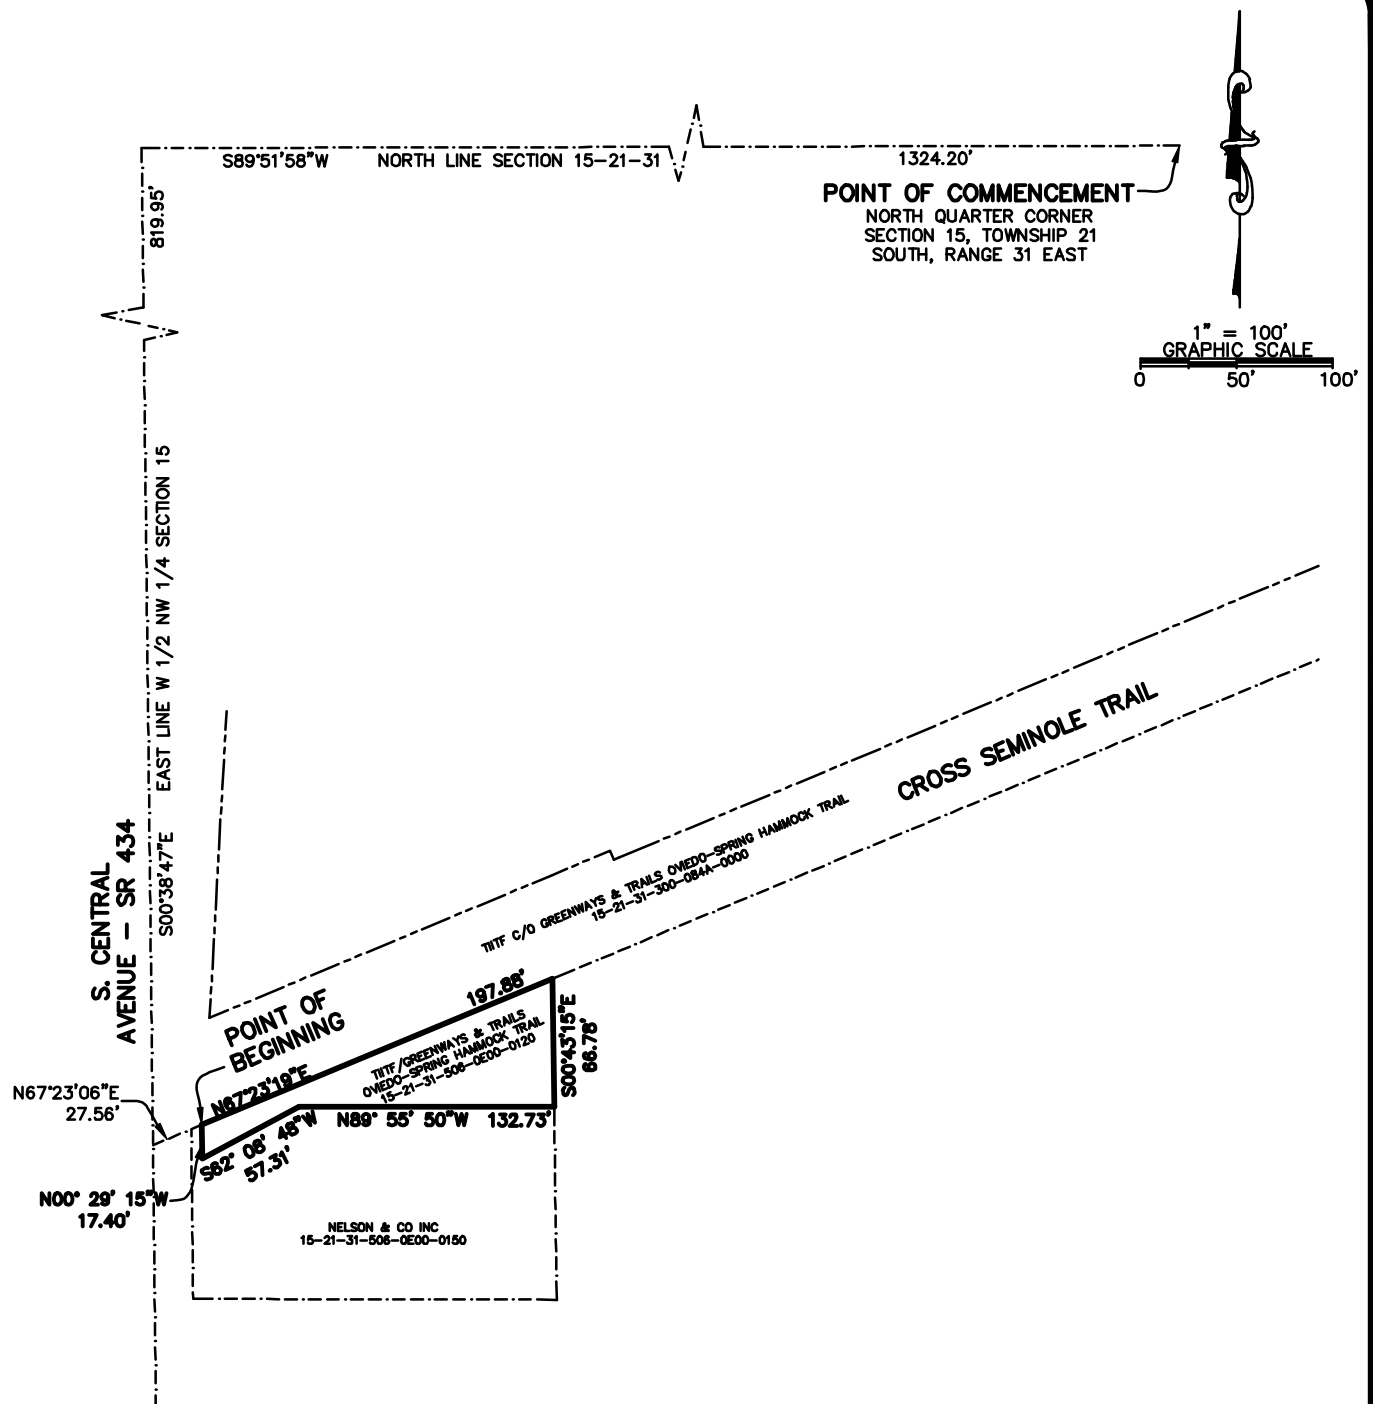 S89°51'58"W
NORTH LINE SECTION 15-21-31
1324.20'
POINT OF COMMENCEMENT
NORTH QUARTER CORNER
SECTION 15, TOWNSHIP 21
SOUTH, RANGE 31 EAST
819.95'
1" = 100'
GRAPHIC SCALE
0 50' 100'
EAST LINE W 1/2 NW 1/4 SECTION 15
S00°38'47"E
S. CENTRAL
AVENUE - SR 434
CROSS SEMINOLE TRAIL
TIITF C/O GREENWAYS & TRAILS OVIEDO-SPRING HAMMOCK TRAIL
15-21-31-300-084A-0000
POINT OF
BEGINNING
197.88'
N67°23'19"E
TIITF/GREENWAYS & TRAILS
OVIEDO-SPRING HAMMOCK TRAIL
15-21-31-506-0E00-0120
S00°43'15"E
66.78'
N67°23'06"E
27.56'
N89° 55' 50"W 132.73'
S62° 08' 48"W
57.31'
N00° 29' 15"W
17.40'
NELSON & CO INC
15-21-31-506-0E00-0150